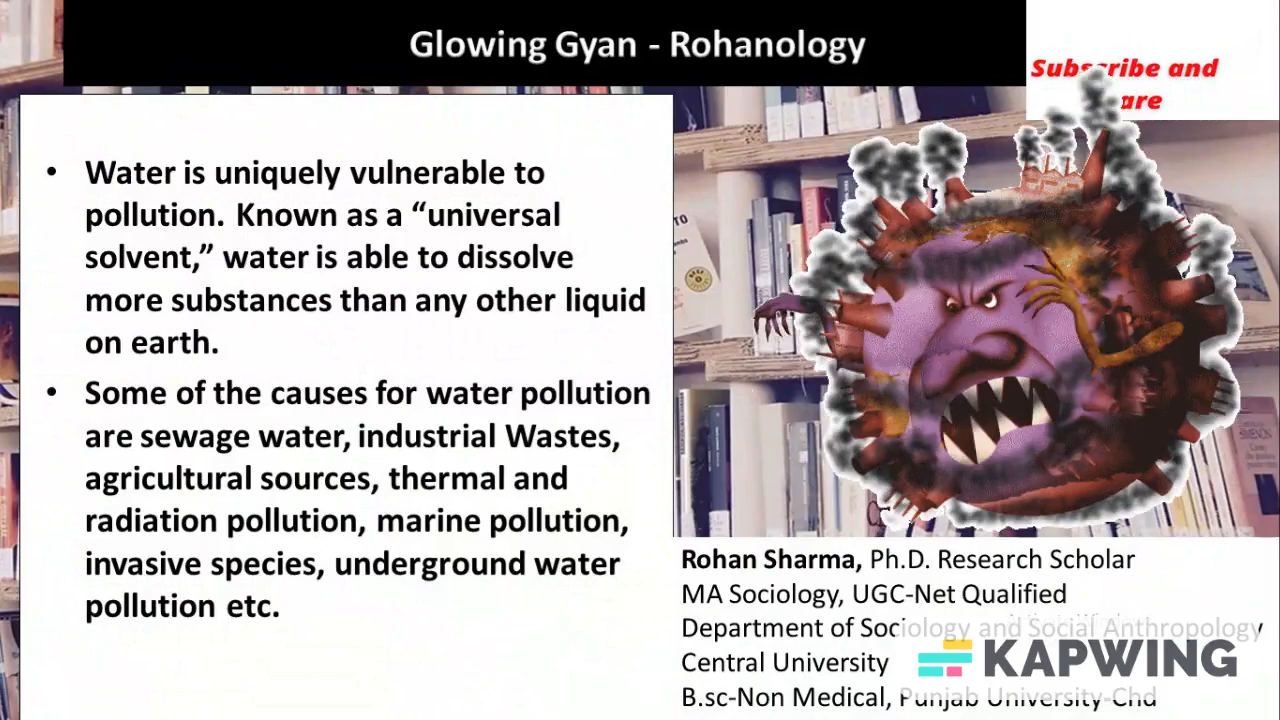 Glowing Gyan - Rohanology
Subscribe and
are
• Water is uniquely vulnerable to
pollution. Known as a “universal
solvent,” water is able to dissolve
more substances than any other liquid
on earth.
• Some of the causes for water pollution
are sewage water, industrial Wastes,
agricultural sources, thermal and
radiation pollution, marine pollution,
invasive species, underground water
pollution etc.
Rohan Sharma, Ph.D. Research Scholar
MA Sociology, UGC-Net Qualified
Department of Sociology and Social Anthropology
Central University
KAPWING
B.sc-Non Medical, Punjab University-Chd